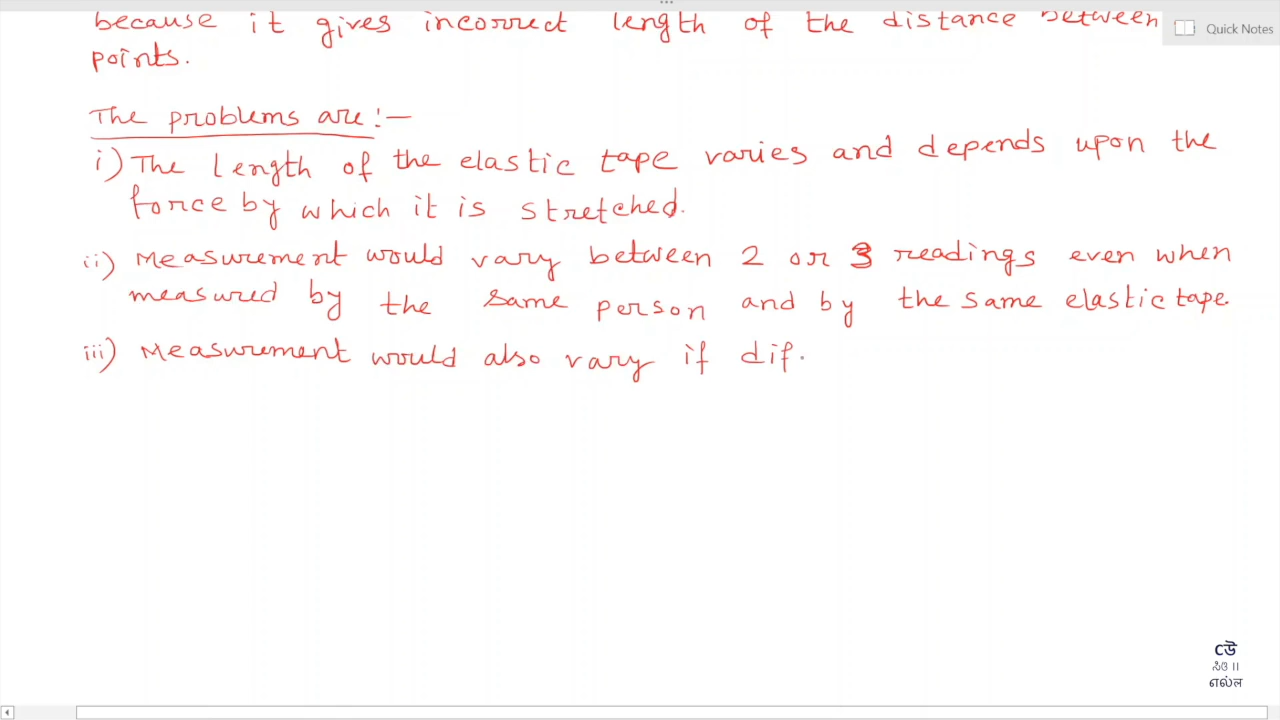 because it gives incorrect length of the distance between
Quick Notes
points.
The problems are:-
i) The length of the elastic tape varies and depends upon the
force by which it is stretched.
ii) Measurement would vary between 2 or 3 readings even when
measured by the same person and by the same elastic tape.
iii) Measurement would also vary if dif
எல்ல